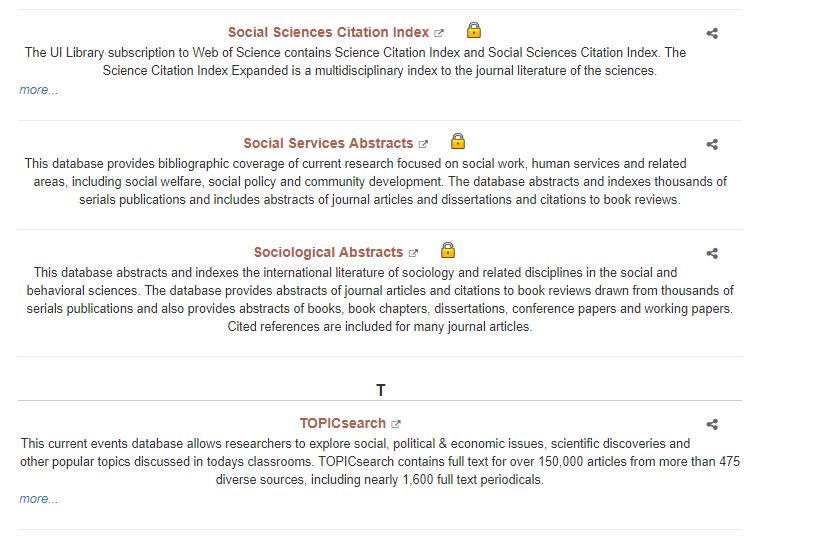 Social Sciences Citation Index
The UI Library subscription to Web of Science contains Science Citation Index and Social Sciences Citation Index. The
Science Citation Index Expanded is a multidisciplinary index to the journal literature of the sciences.
more...
Social Services Abstracts
This database provides bibliographic coverage of current research focused on social work, human services and related
areas, including social welfare, social policy and community development. The database abstracts and indexes thousands of
serials publications and includes abstracts of journal articles and dissertations and citations to book reviews.
Sociological Abstracts
This database abstracts and indexes the international literature of sociology and related disciplines in the social and
behavioral sciences. The database provides abstracts of journal articles and citations to book reviews drawn from thousands of
serials publications and also provides abstracts of books, book chapters, dissertations, conference papers and working papers.
Cited references are included for many journal articles.
T
TOPICsearch
This current events database allows researchers to explore social, political & economic issues, scientific discoveries and
other popular topics discussed in todays classrooms. TOPICsearch contains full text for over 150,000 articles from more than 475
diverse sources, including nearly 1,600 full text periodicals.
more...